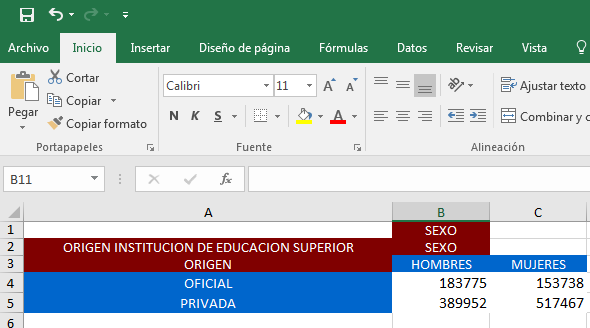 Archivo Inicio Insertar Diseño de página Fórmulas Datos Revisar Vista
Cortar
Copiar
Pegar
Copiar formato
Portapapeles
Calibri 11 A A
N K S A
Fuente
Ajustar texto
Combinar y c
Alineación
B11 fx
A B C
1 SEXO
2 ORIGEN INSTITUCION DE EDUCACION SUPERIOR SEXO
3 ORIGEN HOMBRES MUJERES
4 OFICIAL 183775 153738
5 PRIVADA 389952 517467
6